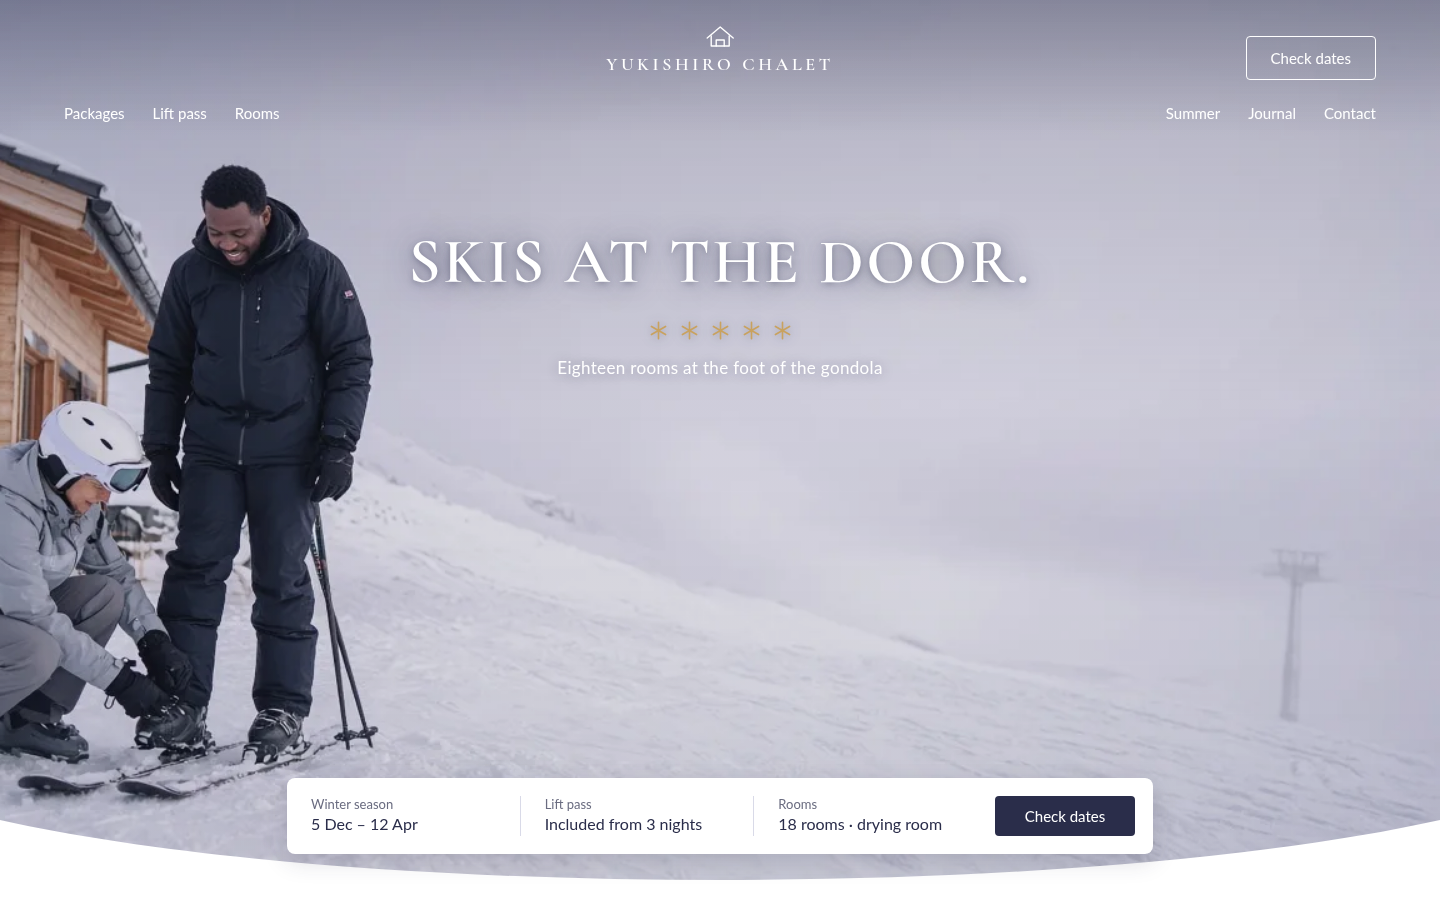 YUKISHIRO CHALET
Check dates
Packages Lift pass Rooms
Summer Journal Contact
SKIS AT THE DOOR.
Eighteen rooms at the foot of the gondola
Winter season
5 Dec – 12 Apr
Lift pass
Included from 3 nights
Rooms
18 rooms · drying room
Check dates